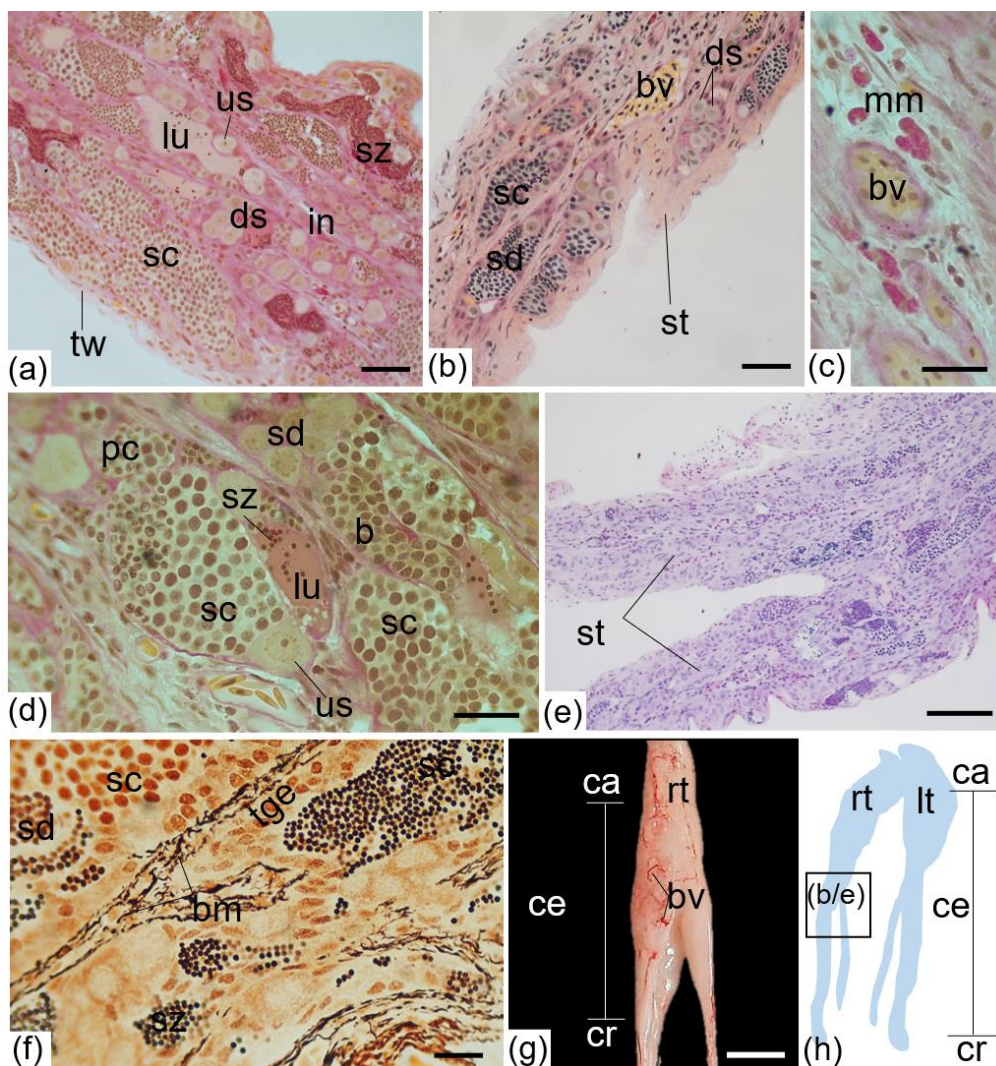 us
lu
sz
ds
in
sc
tw
(a)
bv
ds
sc
sd
st
(b)
mm
bv
(c)
pc
sd
sz
b
lu
sc
sc
us
(d)
st
(e)
sc
sc
tge
sd
bm
sz
(f)
ca
rt
ce
bv
cr
(g)
ca
rt
lt
(b/e)
ce
cr
(h)